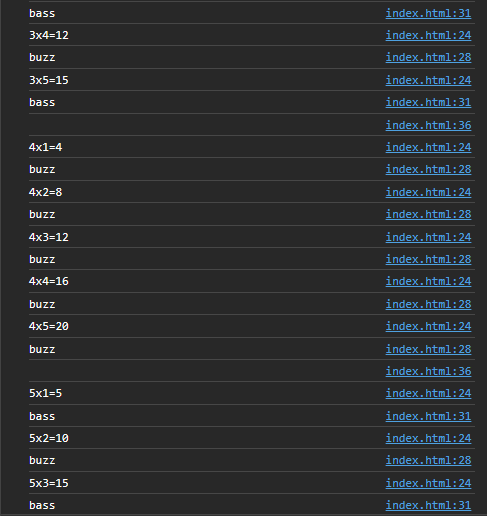 bass index.html:31
3x4=12 index.html:24
buzz index.html:28
3x5=15 index.html:24
bass index.html:31
index.html:36
4x1=4 index.html:24
buzz index.html:28
4x2=8 index.html:24
buzz index.html:28
4x3=12 index.html:24
buzz index.html:28
4x4=16 index.html:24
buzz index.html:28
4x5=20 index.html:24
buzz index.html:28
index.html:36
5x1=5 index.html:24
bass index.html:31
5x2=10 index.html:24
buzz index.html:28
5x3=15 index.html:24
bass index.html:31